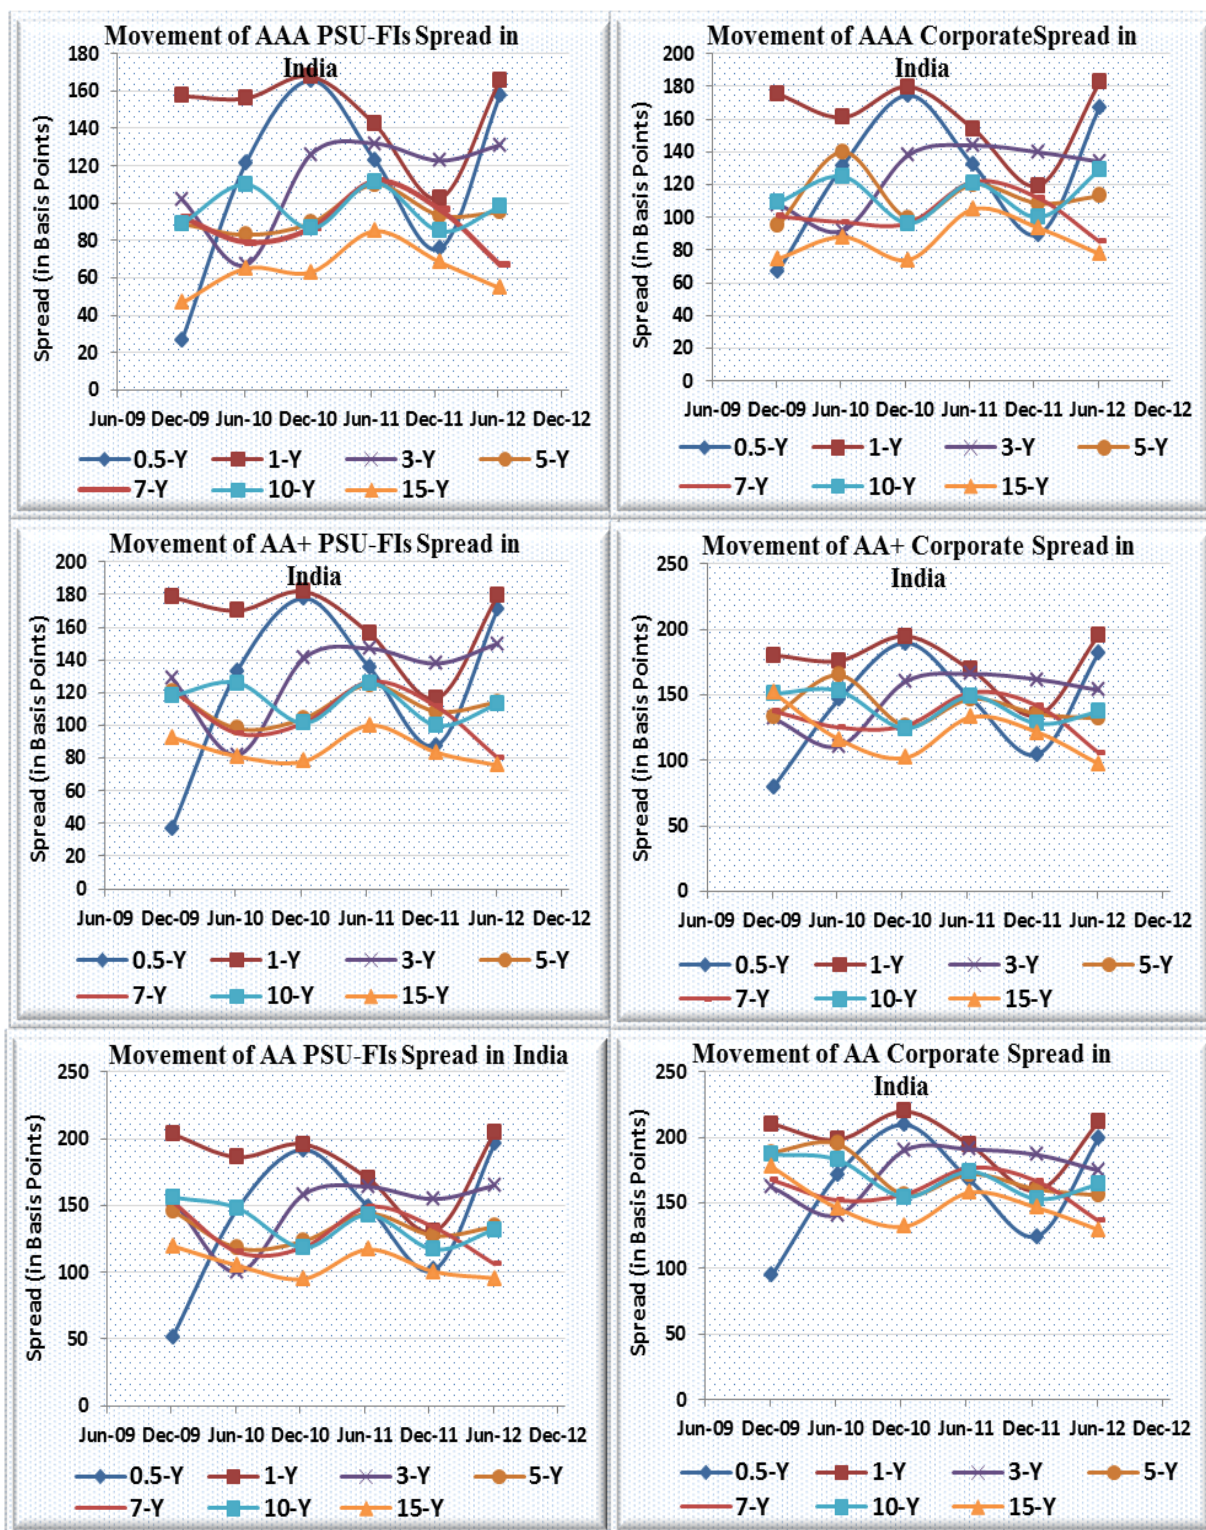 Movement of AAA PSU-FIs Spread in
India
Spread (in Basis Points)
180
160
140
120
100
80
60
40
20
0
Jun-09 Dec-09 Jun-10 Dec-10 Jun-11 Dec-11 Jun-12 Dec-12
0.5-Y 1-Y 3-Y 5-Y
7-Y 10-Y 15-Y
Movement of AAA CorporateSpread in
India
Spread (in Basis Points)
200
180
160
140
120
100
80
60
40
20
0
Jun-09 Dec-09 Jun-10 Dec-10 Jun-11 Dec-11 Jun-12 Dec-12
0.5-Y 1-Y 3-Y 5-Y
7-Y 10-Y 15-Y
Movement of AA+ PSU-FIs Spread in
India
Spread (in Basis Points)
200
180
160
140
120
100
80
60
40
20
0
Jun-09 Dec-09 Jun-10 Dec-10 Jun-11 Dec-11 Jun-12 Dec-12
0.5-Y 1-Y 3-Y 5-Y
7-Y 10-Y 15-Y
Movement of AA+ Corporate Spread in
India
Spread (in Basis Points)
250
200
150
100
50
0
Jun-09 Dec-09 Jun-10 Dec-10 Jun-11 Dec-11 Jun-12 Dec-12
0.5-Y 1-Y 3-Y 5-Y
7-Y 10-Y 15-Y
Movement of AA PSU-FIs Spread in India
Spread (in Basis Points)
250
200
150
100
50
0
Jun-09 Dec-09 Jun-10 Dec-10 Jun-11 Dec-11 Jun-12 Dec-12
0.5-Y 1-Y 3-Y 5-Y
7-Y 10-Y 15-Y
Movement of AA Corporate Spread in
India
Spread (in Basis Points)
250
200
150
100
50
0
Jun-09 Dec-09 Jun-10 Dec-10 Jun-11 Dec-11 Jun-12 Dec-12
0.5-Y 1-Y 3-Y 5-Y
7-Y 10-Y 15-Y